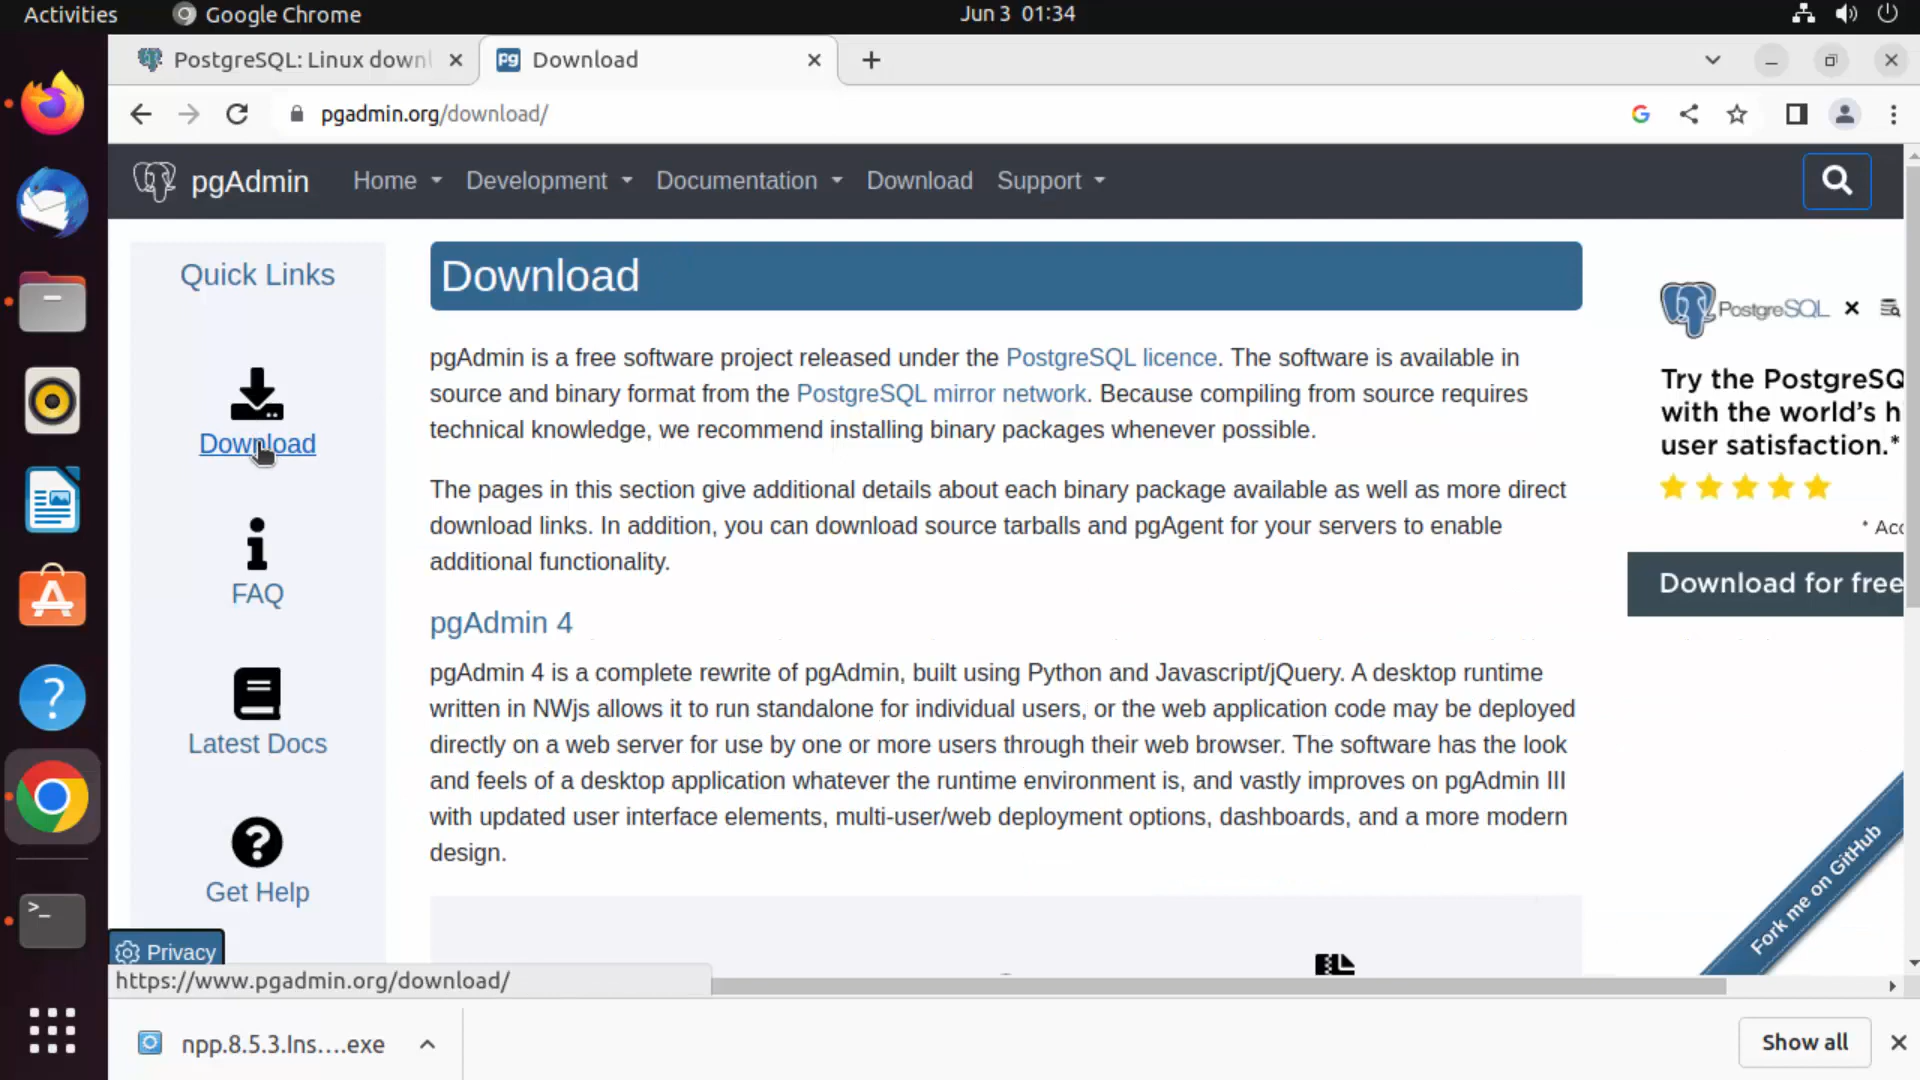 Activities
Google Chrome
Jun 3 01:34
PostgreSQL: Linux downl
Download
pgadmin.org/download/
pgAdmin
Home
Development
Documentation
Download
Support
Quick Links
Download
FAQ
Latest Docs
Get Help
Privacy
Download
pgAdmin is a free software project released under the PostgreSQL licence. The software is available in
source and binary format from the PostgreSQL mirror network. Because compiling from source requires
technical knowledge, we recommend installing binary packages whenever possible.
The pages in this section give additional details about each binary package available as well as more direct
download links. In addition, you can download source tarballs and pgAgent for your servers to enable
additional functionality.
pgAdmin 4
pgAdmin 4 is a complete rewrite of pgAdmin, built using Python and Javascript/jQuery. A desktop runtime
written in NWjs allows it to run standalone for individual users, or the web application code may be deployed
directly on a web server for use by one or more users through their web browser. The software has the look
and feels of a desktop application whatever the runtime environment is, and vastly improves on pgAdmin III
with updated user interface elements, multi-user/web deployment options, dashboards, and a more modern
design.
PostgreSQL
Try the PostgreSQ
with the world's h
user satisfaction.*
* Acc
Download for free
Fork me on GitHub
https://www.pgadmin.org/download/
npp.8.5.3.Ins....exe
Show all